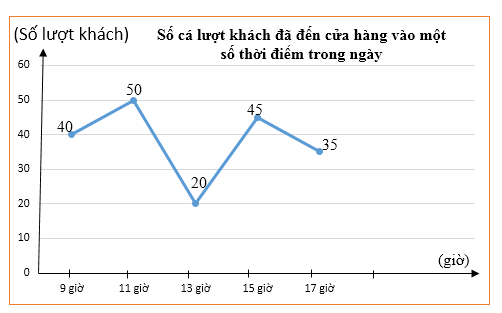 (Số lượt khách)
Số cá lượt khách đã đến cửa hàng vào một
số thời điểm trong ngày
60
50
40
30
20
10
0
40
50
20
45
35
(giờ)
9 giờ
11 giờ
13 giờ
15 giờ
17 giờ